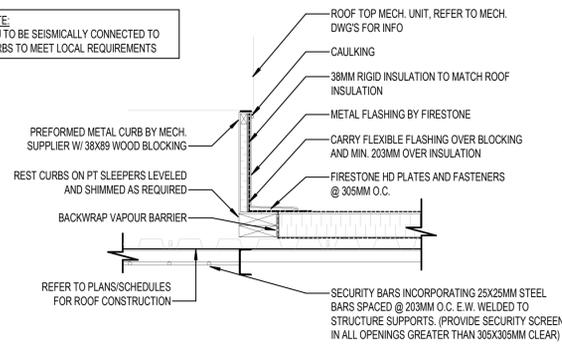 TE:
TO BE SEISMICALLY CONNECTED TO
RBS TO MEET LOCAL REQUIREMENTS
ROOF TOP MECH. UNIT, REFER TO MECH.
DWG'S FOR INFO
CAULKING
38MM RIGID INSULATION TO MATCH ROOF
INSULATION
METAL FLASHING BY FIRESTONE
CARRY FLEXIBLE FLASHING OVER BLOCKING
AND MIN. 203MM OVER INSULATION
FIRESTONE HD PLATES AND FASTENERS
@ 305MM O.C.
PREFORMED METAL CURB BY MECH.
SUPPLIER W/ 38X89 WOOD BLOCKING
REST CURBS ON PT SLEEPERS LEVELED
AND SHIMMED AS REQUIRED
BACKWRAP VAPOUR BARRIER
REFER TO PLANS/SCHEDULES
FOR ROOF CONSTRUCTION
SECURITY BARS INCORPORATING 25X25MM STEEL
BARS SPACED @ 203MM O.C. E.W. WELDED TO
STRUCTURE SUPPORTS. (PROVIDE SECURITY SCREEN
IN ALL OPENINGS GREATER THAN 305X305MM CLEAR)